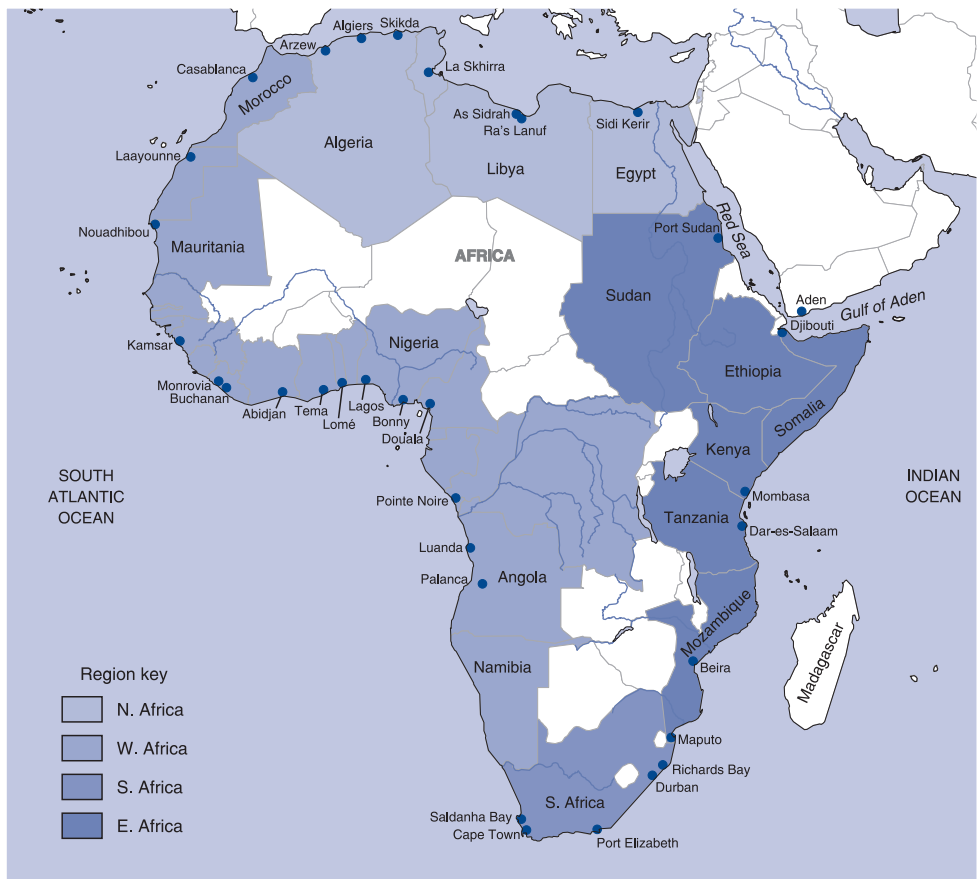 Skikda
Algiers
Arzew
La Skhirra
Casablanca
Morocco
As Sidrah
Ra's Lanuf
Sidi Kerir
Algeria
Libya
Egypt
Laayounne
Nouadhibou
Mauritania
Port Sudan
Red Sea
AFRICA
Sudan
Aden
Gulf of Aden
Djibouti
Kamsar
Nigeria
Ethiopia
Monrovia
Buchanan
Abidjan
Tema
Lomé
Lagos
Bonny
Douala
Somalia
Kenya
SOUTH
ATLANTIC
OCEAN
INDIAN
OCEAN
Pointe Noire
Mombasa
Tanzania
Dar-es-Salaam
Luanda
Palanca
Angola
Mozambique
Madagascar
Namibia
Beira
Region key
N. Africa
W. Africa
S. Africa
E. Africa
Maputo
Richards Bay
Durban
S. Africa
Saldanha Bay
Cape Town
Port Elizabeth